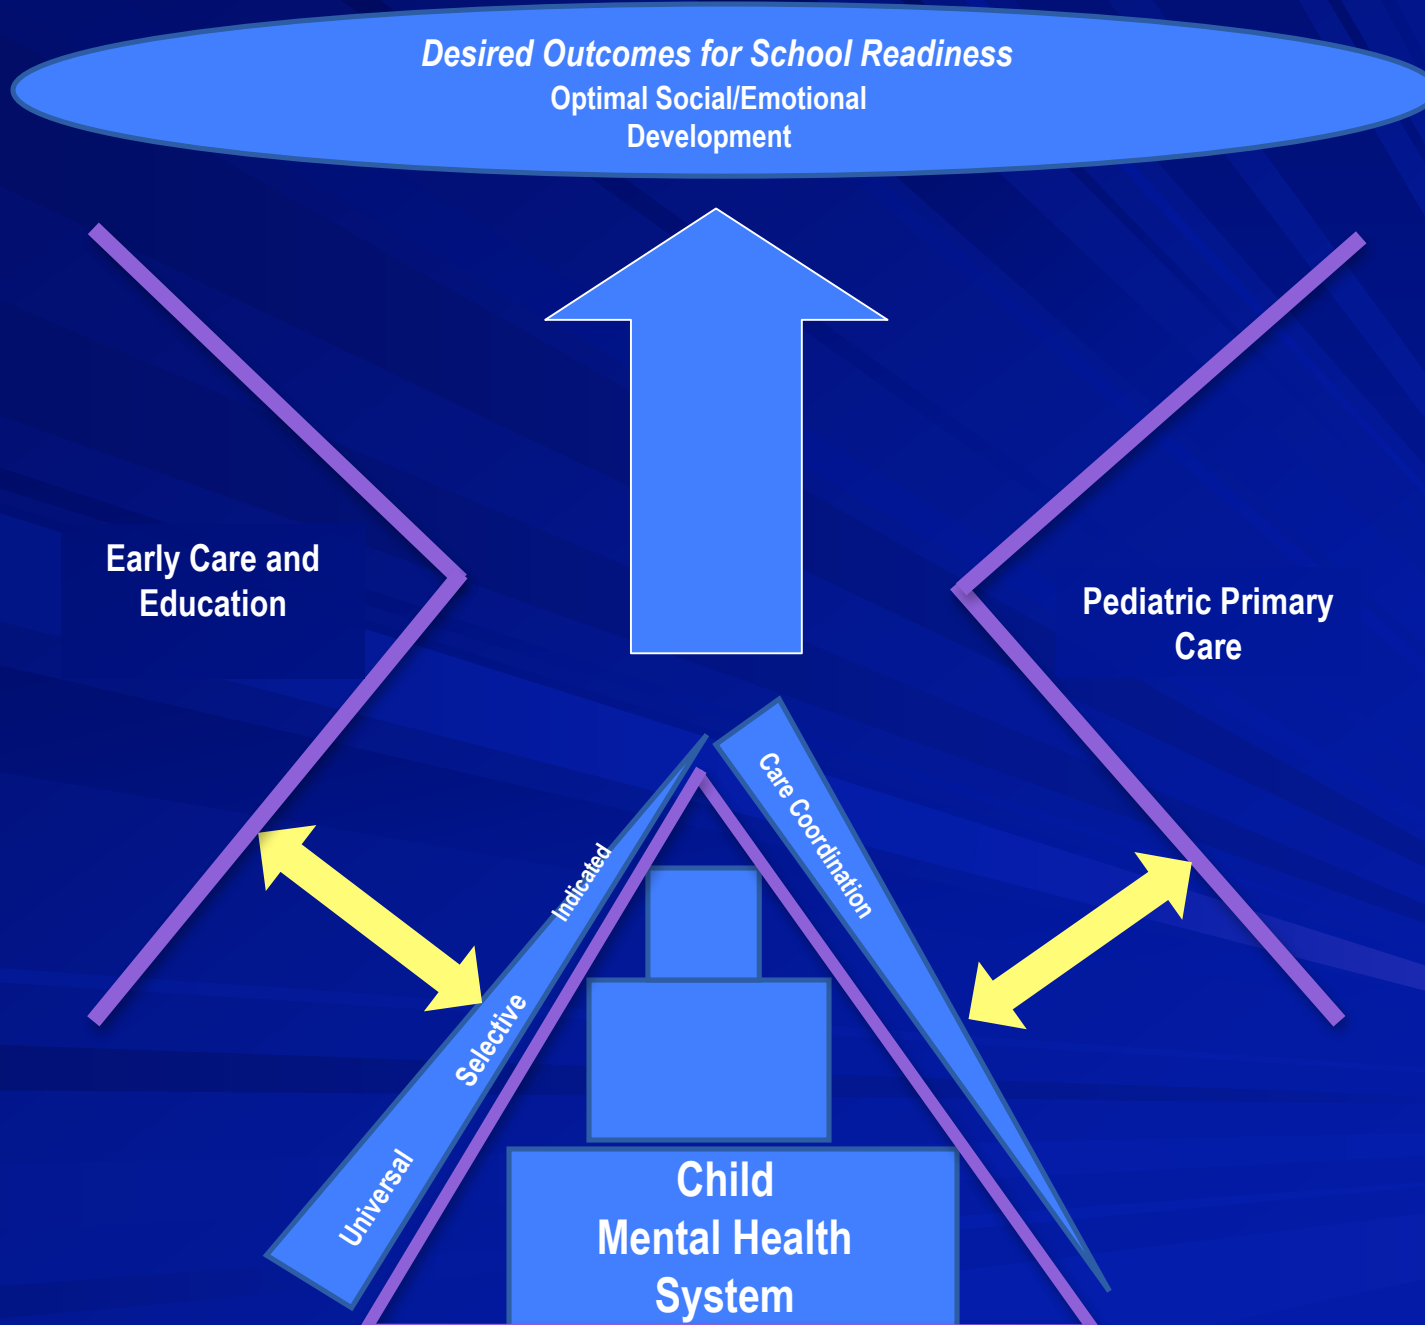 Desired Outcomes for School Readiness
Optimal Social/Emotional
Development
Early Care and
Education
Pediatric Primary
Care
Care Coordination
Indicated
Selective
Universal
Child
Mental Health
System